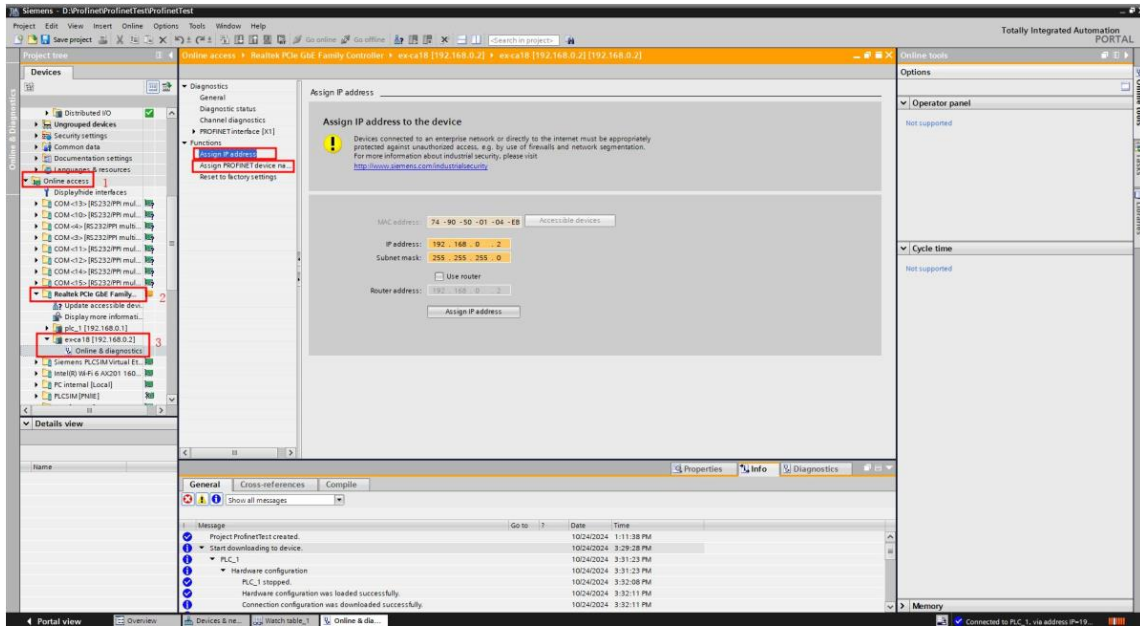 Siemens - D:\Profinet\ProfinetTest\ProfinetTest
Project Edit View Insert Online Options Tools Window Help
Totally Integrated Automation
PORTAL
Save project
Go online Go offline
<Search in project>
Project tree
Devices
Online & Diagnostics
Distributed I/O
Ungrouped devices
Security settings
Common data
Documentation settings
Languages & resources
Online access 1
Display/hide interfaces
COM <13> [RS232/PPI mul...
COM <10> [RS232/PPI mul...
COM <4> [RS232/PPI multi...
COM <3> [RS232/PPI multi...
COM <11> [RS232/PPI mul...
COM <12> [RS232/PPI mul...
COM <14> [RS232/PPI mul...
COM <15> [RS232/PPI mul...
Realtek PCIe GbE Family... 2
Update accessible devi...
Display more informati...
plc_1 [192.168.0.1]
ex-ca18 [192.168.0.2] 3
Online & diagnostics
Siemens PLCSIM Virtual Et...
Intel(R) Wi-Fi 6 AX201 160...
PC internal [Local]
PLCSIM [PN/IE]
Details view
Name
Online access ▸ Realtek PCIe GbE Family Controller ▸ ex-ca18 [192.168.0.2] ▸ ex-ca18 [192.168.0.2] [192.168.0.2]
Diagnostics
General
Diagnostic status
Channel diagnostics
PROFINET interface [X1]
Functions
Assign IP address
Assign PROFINET device na...
Reset to factory settings
Assign IP address
Assign IP address to the device
Devices connected to an enterprise network or directly to the internet must be appropriately
protected against unauthorized access, e.g. by use of firewalls and network segmentation.
For more information about industrial security, please visit
http://www.siemens.com/industrialsecurity
MAC address: 74 -90 -50 -01 -04 -EB Accessible devices
IP address: 192 . 168 . 0 . 2
Subnet mask: 255 . 255 . 255 . 0
Use router
Router address: 192 . 168 . 0 . 2
Assign IP address
Properties Info Diagnostics
General Cross-references Compile
Show all messages
! Message Go to ? Date Time
Project ProfinetTest created. 10/24/2024 1:11:38 PM
Start downloading to device. 10/24/2024 3:29:28 PM
PLC_1 10/24/2024 3:31:23 PM
Hardware configuration 10/24/2024 3:31:23 PM
PLC_1 stopped. 10/24/2024 3:32:08 PM
Hardware configuration was loaded successfully. 10/24/2024 3:32:11 PM
Connection configuration was downloaded successfully. 10/24/2024 3:32:11 PM
Online tools
Options
Operator panel
Not supported
Cycle time
Not supported
Memory
Online tools
Tasks
Libraries
Portal view Overview Devices & ne... Watch table_1 Online & dia...
Connected to PLC_1, via address IP=19...